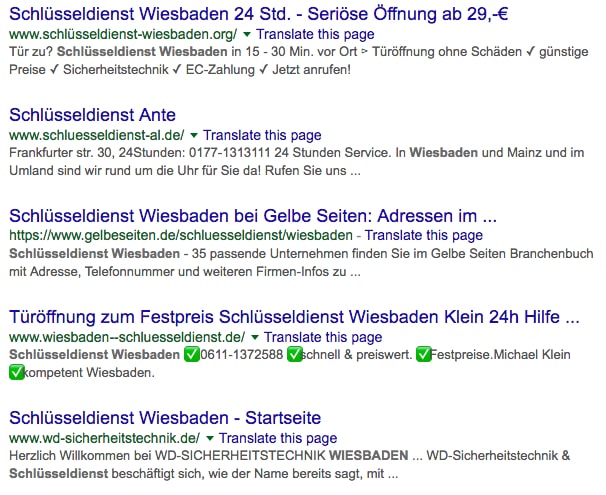 Schlüsseldienst Wiesbaden 24 Std. - Seriöse Öffnung ab 29,-€
www.schlüsseldienst-wiesbaden.org/ ▼ Translate this page
Tür zu? Schlüsseldienst Wiesbaden in 15 - 30 Min. vor Ort ➣ Türöffnung ohne Schäden ✓ günstige
Preise ✓ Sicherheitstechnik ✓ EC-Zahlung ✓ Jetzt anrufen!
Schlüsseldienst Ante
www.schluesseldienst-al.de/ ▼ Translate this page
Frankfurter str. 30, 24Stunden: 0177-1313111 24 Stunden Service. In Wiesbaden und Mainz und im
Umland sind wir rund um die Uhr für Sie da! Rufen Sie uns ...
Schlüsseldienst Wiesbaden bei Gelbe Seiten: Adressen im ...
https://www.gelbeseiten.de/schluesseldienst/wiesbaden - Translate this page
Schlüsseldienst Wiesbaden - 35 passende Unternehmen finden Sie im Gelbe Seiten Branchenbuch
mit Adresse, Telefonnummer und weiteren Firmen-Infos zu ...
Türöffnung zum Festpreis Schlüsseldienst Wiesbaden Klein 24h Hilfe ...
www.wiesbaden--schluesseldienst.de/ ▼ Translate this page
Schlüsseldienst Wiesbaden ✅0611-1372588 ✅schnell & preiswert. ✅Festpreise.Michael Klein
✅kompetent Wiesbaden.
Schlüsseldienst Wiesbaden - Startseite
www.wd-sicherheitstechnik.de/ ▼ Translate this page
Herzlich Willkommen bei WD-SICHERHEITSTECHNIK WIESBADEN ... WD-Sicherheitstechnik &
Schlüsseldienst beschäftigt sich, wie der Name bereits sagt, mit ...